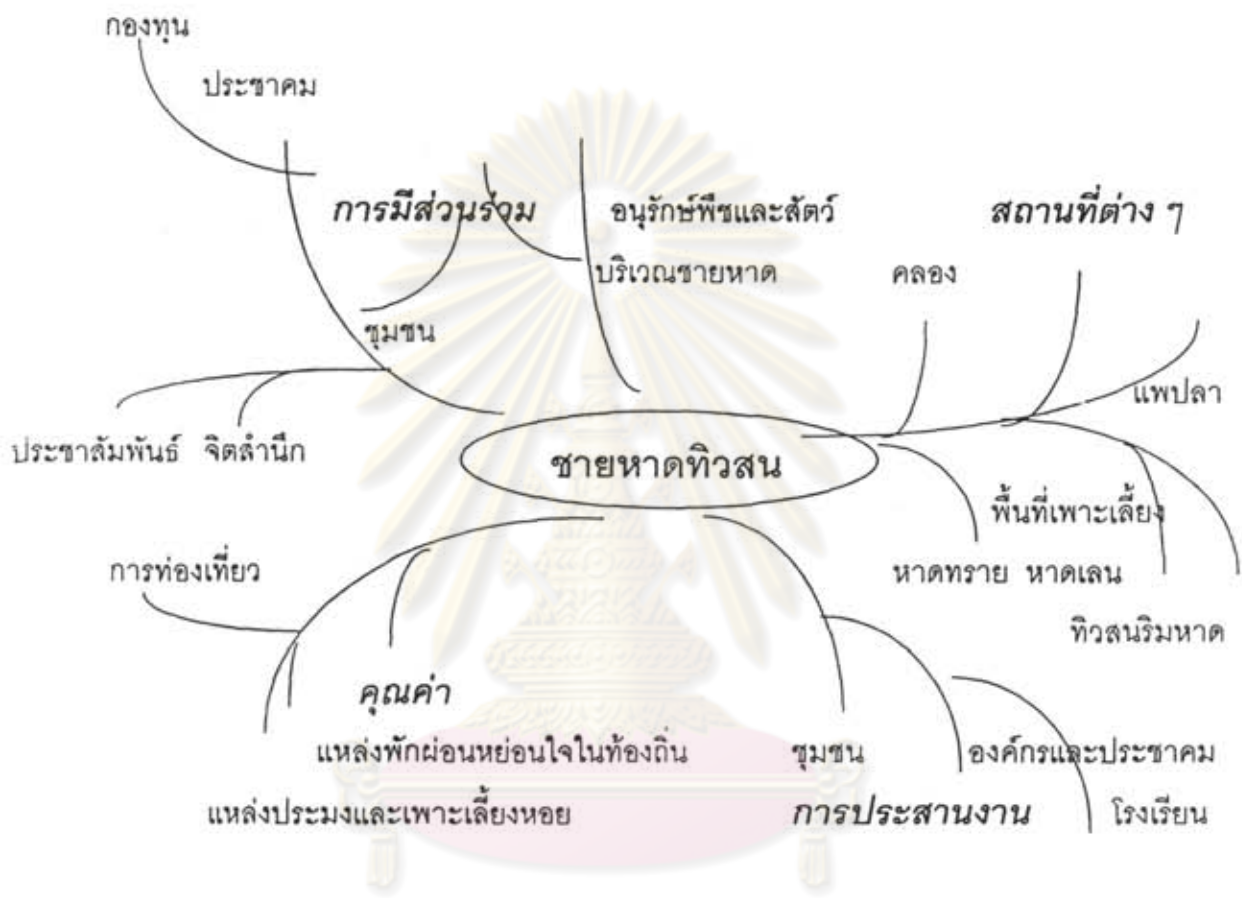 กองทุน
ประชาคม
การมีส่วนร่วม
อนุรักษ์พืชและสัตว์
บริเวณชายหาด
สถานที่ต่าง ๆ
คลอง
ชุมชน
แพปลา
ประชาสัมพันธ์ จิตสำนึก
ชายหาดทิวสน
พื้นที่เพาะเลี้ยง
การท่องเที่ยว
หาดทราย หาดเลน
ทิวสนริมหาด
คุณค่า
แหล่งพักผ่อนหย่อนใจในท้องถิ่น
ชุมชน
องค์กรและประชาคม
แหล่งประมงและเพาะเลี้ยงหอย
การประสานงาน
โรงเรียน